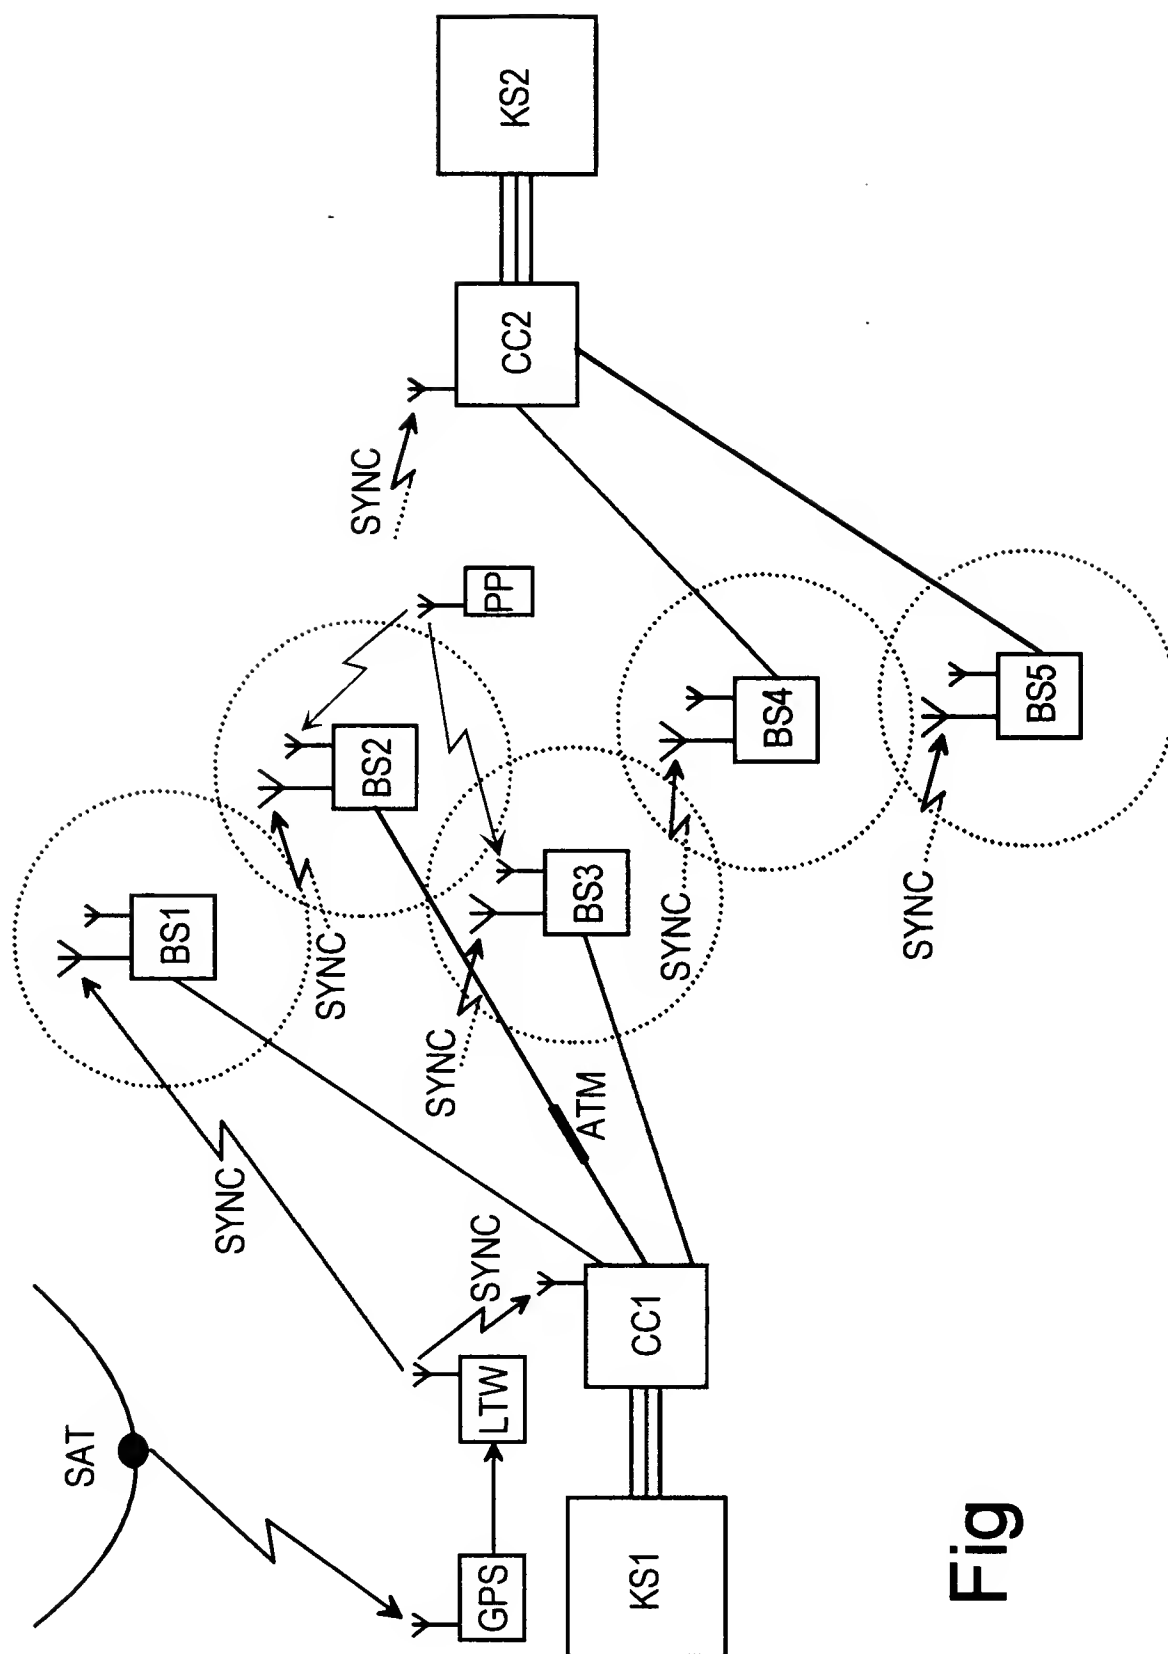 KS2
CC2
SYNC
PP
BS2
BS1
SYNC
BS4
BS5
BS3
SYNC
SYNC
SYNC
ATM
SYNC
SYNC
CC1
LTW
SAT
GPS
KS1
Fig